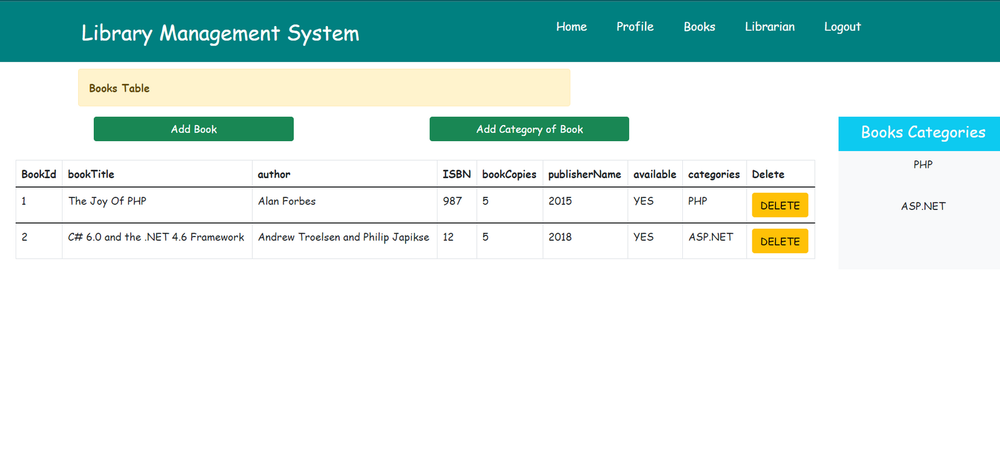 Library Management System
Home Profile Books Librarian Logout
Books Table
Add Book Add Category of Book
Books Categories
PHP
ASP.NET
BookId bookTitle author ISBN bookCopies publisherName available categories Delete
1 The Joy Of PHP Alan Forbes 987 5 2015 YES PHP DELETE
2 C# 6.0 and the .NET 4.6 Framework Andrew Troelsen and Philip Japikse 12 5 2018 YES ASP.NET DELETE